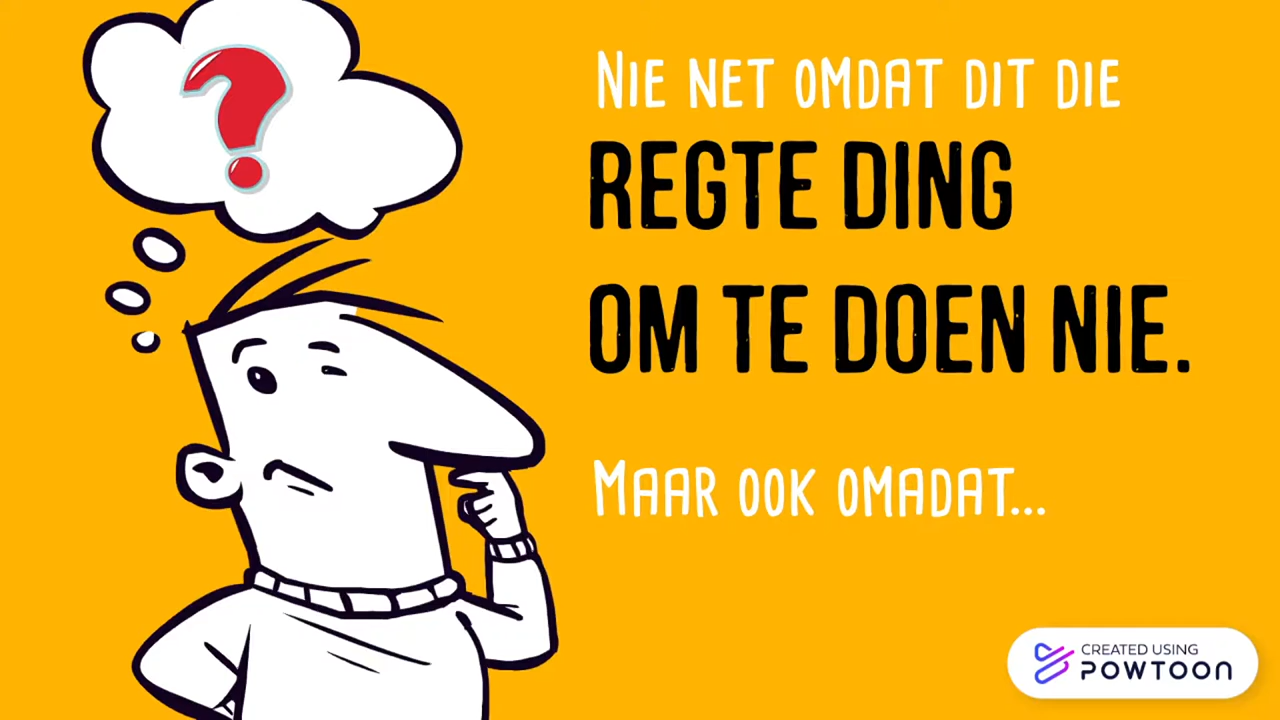 ?
Nie net omdat dit die
REGTE DING
OM TE DOEN NIE.
Maar ook omadat...
CREATED USING
POWTOON